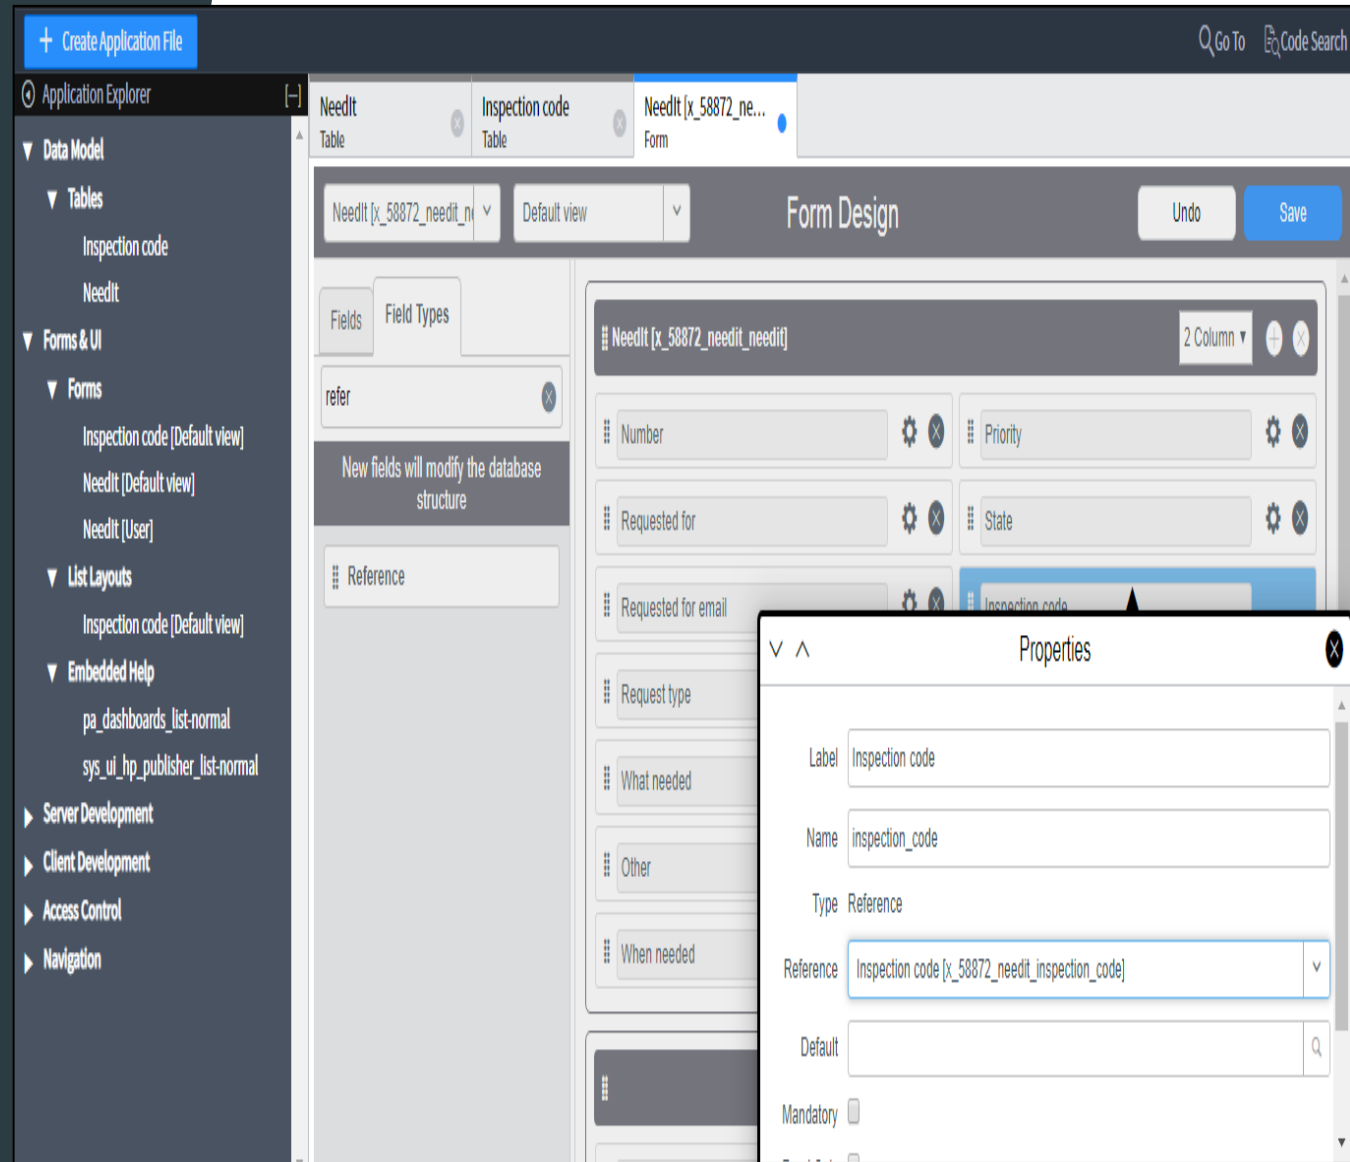 Create Application File
Go To
Code Search
Application Explorer
Data Model
Tables
Inspection code
NeedIt
Forms & UI
Forms
Inspection code [Default view]
NeedIt [Default view]
NeedIt [User]
List Layouts
Inspection code [Default view]
Embedded Help
pa_dashboards_list-normal
sys_ui_hp_publisher_list-normal
Server Development
Client Development
Access Control
Navigation
NeedIt
Table
Inspection code
Table
NeedIt [x_58872_ne...
Form
NeedIt [x_58872_needit_ne
Default view
Form Design
Undo
Save
Fields
Field Types
refer
New fields will modify the database
structure
Reference
NeedIt [x_58872_needit_needit]
2 Column
Number
Priority
Requested for
State
Requested for email
Inspection code
Request type
What needed
Other
When needed
Properties
Label
Inspection code
Name
inspection_code
Type
Reference
Reference
Inspection code [x_58872_needit_inspection_code]
Default
Mandatory